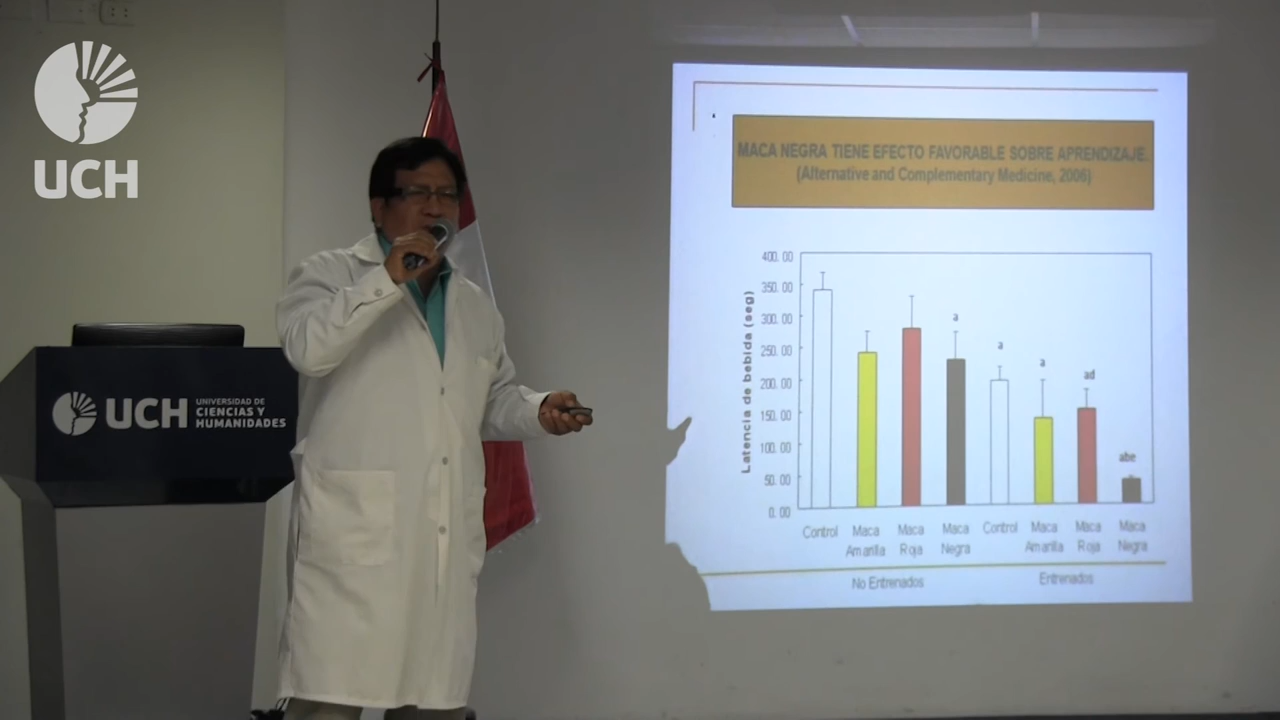 UCH
UCH
UNIVERSIDAD DE
CIENCIAS Y
HUMANIDADES
MACA NEGRA TIENE EFECTO FAVORABLE SOBRE APRENDIZAJE.
(Alternative and Complementary Medicine, 2006)
Latencia de bebida (seg)
400.00
350.00
300.00
250.00
200.00
150.00
100.00
50.00
0.00
a
a
a
ad
abe
Control
Maca
Amarilla
Maca
Roja
Maca
Negra
Control
Maca
Amarilla
Maca
Roja
Maca
Negra
No Entrenados
Entrenados